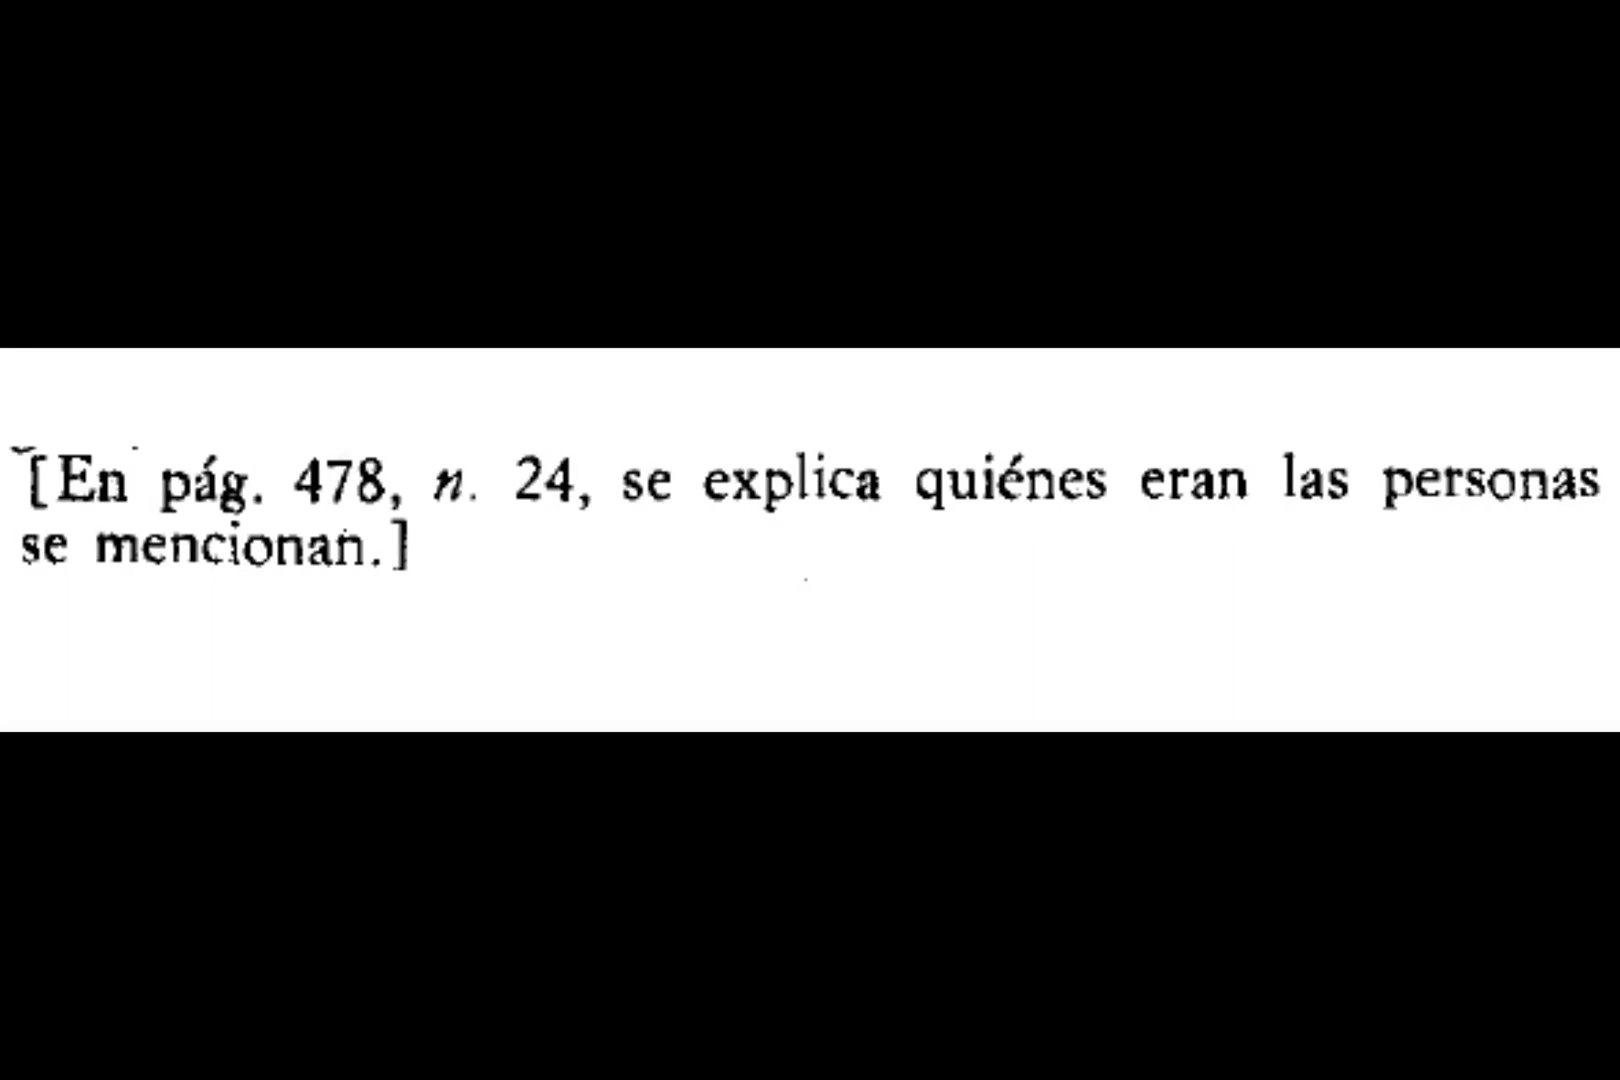 [En pág. 478, n. 24, se explica quiénes eran las personas
se mencionan.]